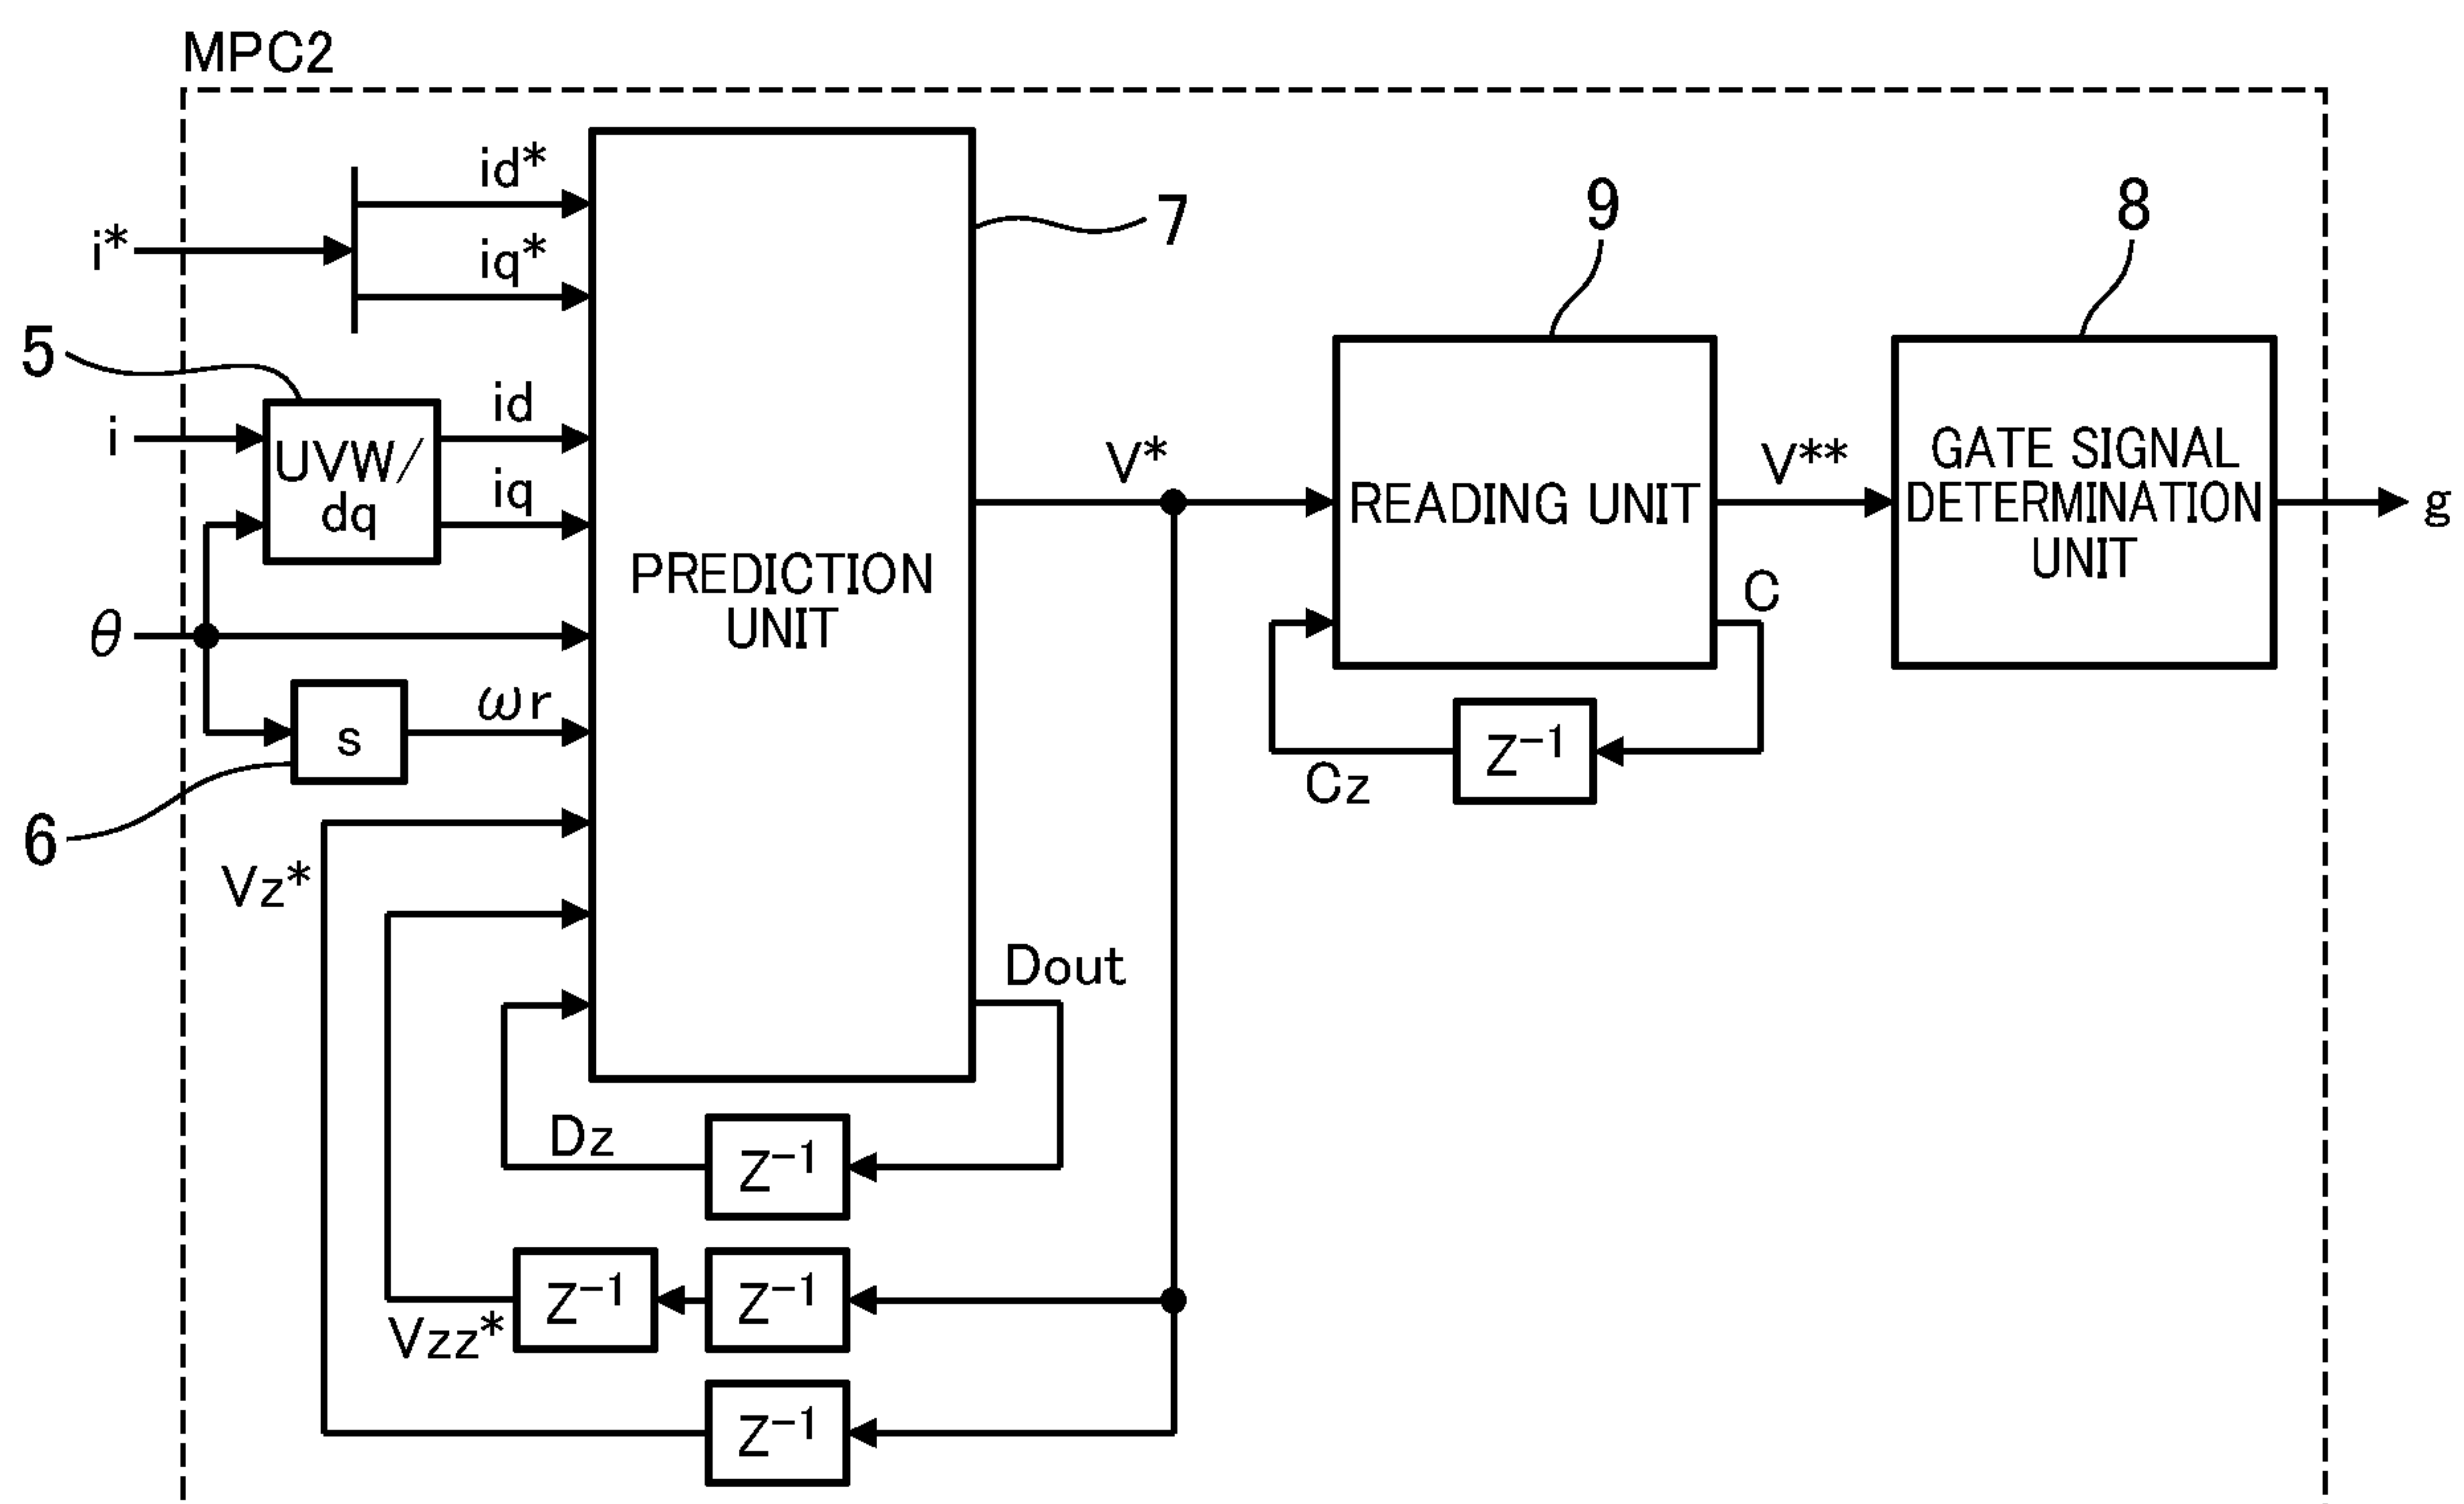 MPC2
id*
i*
iq*
7
9
8
5
i
UVW/
dq
id
iq
PREDICTION
UNIT
V*
READING UNIT
V**
GATE SIGNAL
DETERMINATION
UNIT
g
θ
s
ωr
6
C
Z⁻¹
Cz
Vz*
Dout
Dz
Z⁻¹
Vzz*
Z⁻¹
Z⁻¹
Z⁻¹